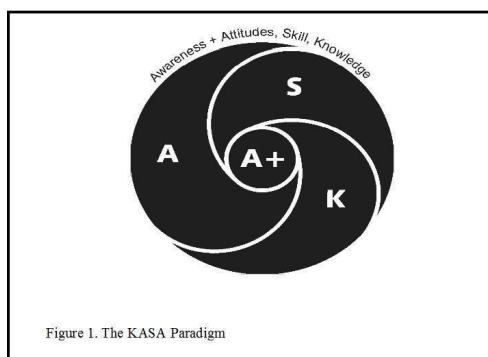 Awareness + Attitudes, Skill, Knowledge
S
A
A+
K
Figure 1. The KASA Paradigm